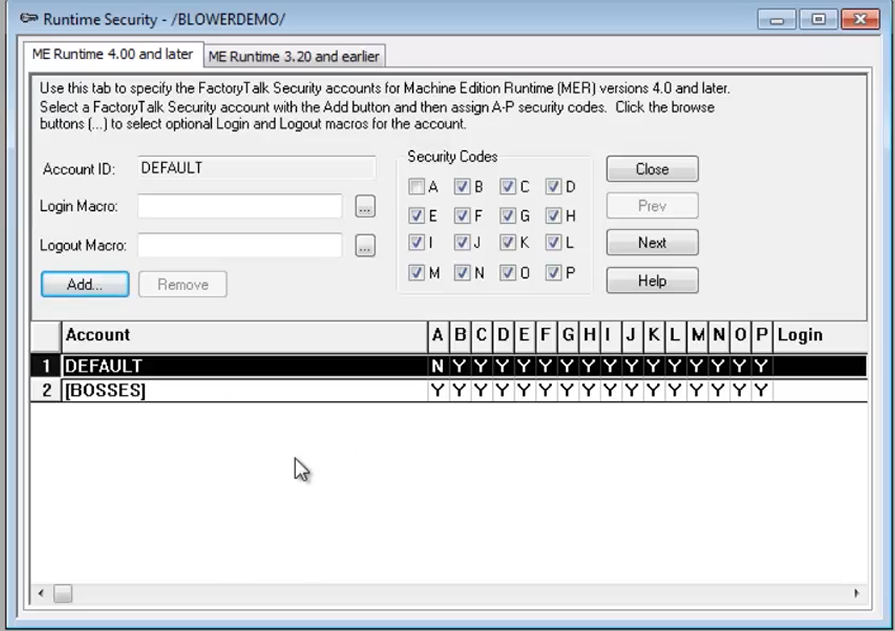 Runtime Security - /BLOWERDEMO/
ME Runtime 4.00 and later
ME Runtime 3.20 and earlier
Use this tab to specify the FactoryTalk Security accounts for Machine Edition Runtime (MER) versions 4.0 and later.
Select a FactoryTalk Security account with the Add button and then assign A-P security codes. Click the browse
buttons (...) to select optional Login and Logout macros for the account.
Account ID: DEFAULT
Login Macro: ...
Logout Macro: ...
Add... Remove
Security Codes
A B C D
E F G H
I J K L
M N O P
Close
Prev
Next
Help
Account A B C D E F G H I J K L M N O P Login
1 DEFAULT N Y Y Y Y Y Y Y Y Y Y Y Y Y Y Y
2 [BOSSES] Y Y Y Y Y Y Y Y Y Y Y Y Y Y Y Y